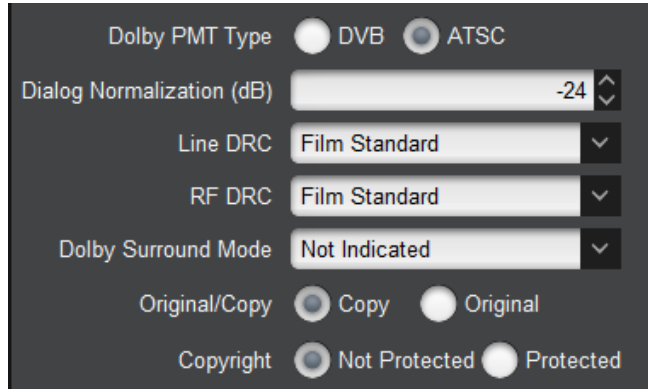 Dolby PMT Type DVB ATSC
Dialog Normalization (dB) -24
Line DRC Film Standard
RF DRC Film Standard
Dolby Surround Mode Not Indicated
Original/Copy Copy Original
Copyright Not Protected Protected